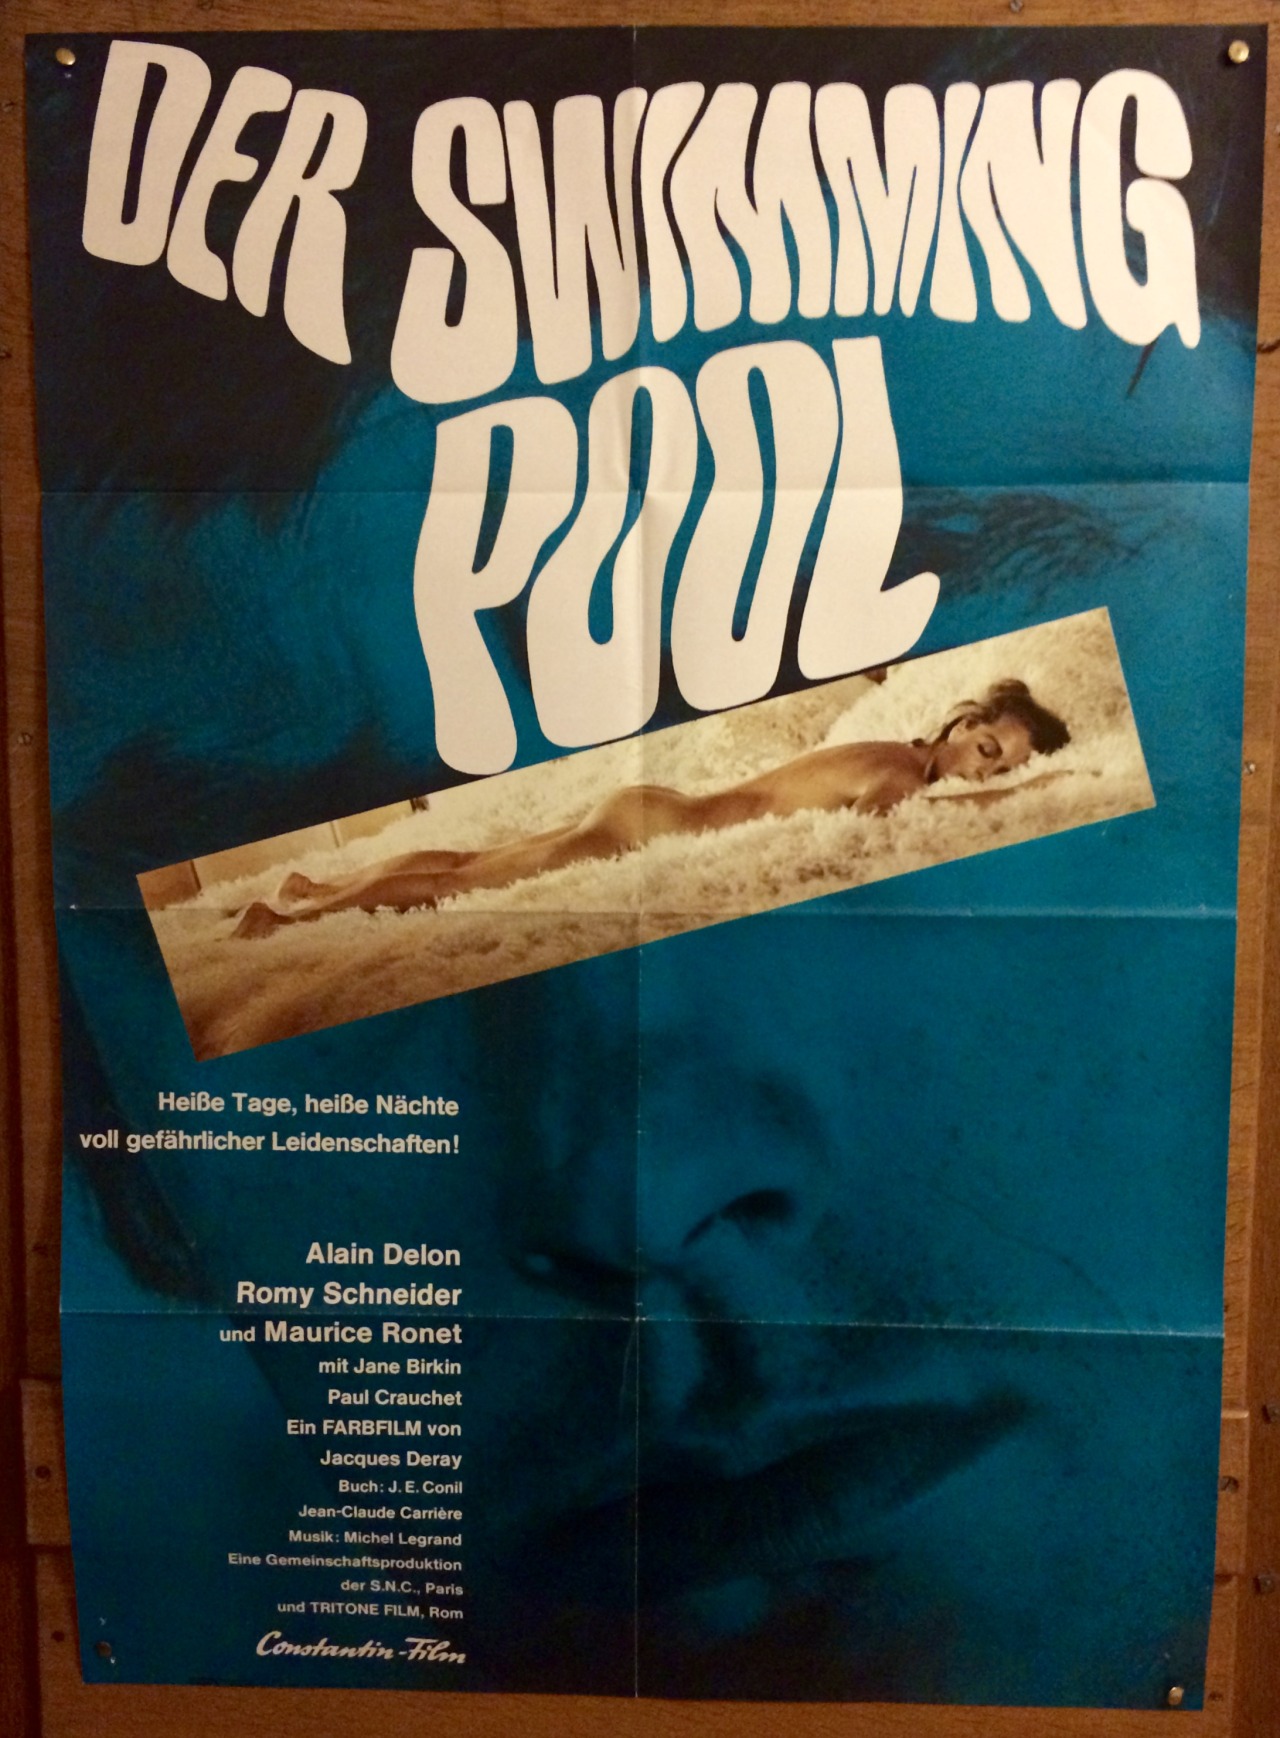 DER SWIMMING
POOL
Heiße Tage, heiße Nächte
voll gefährlicher Leidenschaften!
Alain Delon
Romy Schneider
und Maurice Ronet
mit Jane Birkin
Paul Crauchet
Ein FARBFILM von
Jacques Deray
Buch: J. E. Conil
Jean-Claude Carrière
Musik: Michel Legrand
Eine Gemeinschaftsproduktion
der S.N.C., Paris
und TRITONE FILM, Rom
Constantin-Film